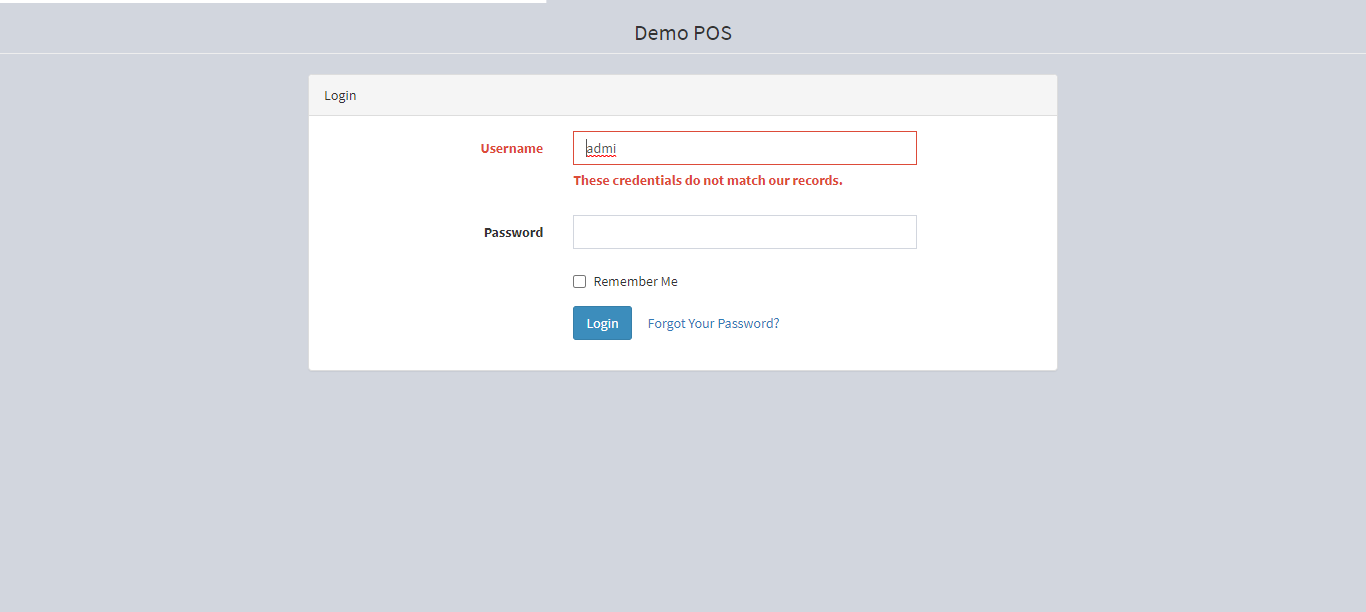 Demo POS
Login
Username
admi
These credentials do not match our records.
Password
Remember Me
Login
Forgot Your Password?